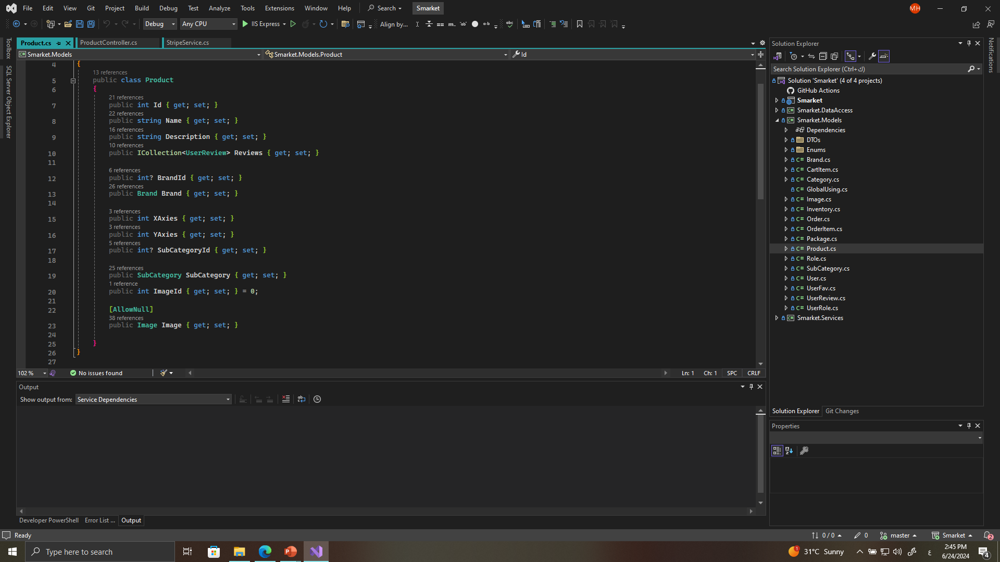 File Edit View Git Project Build Debug Test Analyze Tools Extensions Window Help Search Smarket MH
Debug Any CPU IIS Express Align by...
Toolbox
SQL Server Object Explorer
Notifications
Product.cs ProductController.cs StripeService.cs
Smarket.Models Smarket.Models.Product Id
4 {
13 references
5 public class Product
6 {
21 references
7 public int Id { get; set; }
22 references
8 public string Name { get; set; }
16 references
9 public string Description { get; set; }
10 references
10 public ICollection<UserReview> Reviews { get; set; }
11
6 references
12 public int? BrandId { get; set; }
26 references
13 public Brand Brand { get; set; }
14
3 references
15 public int XAxies { get; set; }
3 references
16 public int YAxies { get; set; }
5 references
17 public int? SubCategoryId { get; set; }
18
25 references
19 public SubCategory SubCategory { get; set; }
1 reference
20 public int ImageId { get; set; } = 0;
21
22 [AllowNull]
38 references
23 public Image Image { get; set; }
24
25 }
26 }
27
102 % No issues found Ln: 1 Ch: 1 SPC CRLF
Output
Show output from: Service Dependencies
Developer PowerShell Error List ... Output
Solution Explorer
Search Solution Explorer (Ctrl+ك)
Solution 'Smarket' (4 of 4 projects)
GitHub Actions
Smarket
Smarket.DataAccess
Smarket.Models
Dependencies
DTOs
Enums
C# Brand.cs
C# CartItem.cs
C# Category.cs
C# GlobalUsing.cs
C# Image.cs
C# Inventory.cs
C# Order.cs
C# OrderItem.cs
C# Package.cs
C# Product.cs
C# Role.cs
C# SubCategory.cs
C# User.cs
C# UserFav.cs
C# UserReview.cs
C# UserRole.cs
Smarket.Services
Solution Explorer Git Changes
Properties
Ready 0 / 0 0 master Smarket 2
Type here to search 1 31°C Sunny ع 2:45 PM 4
6/24/2024